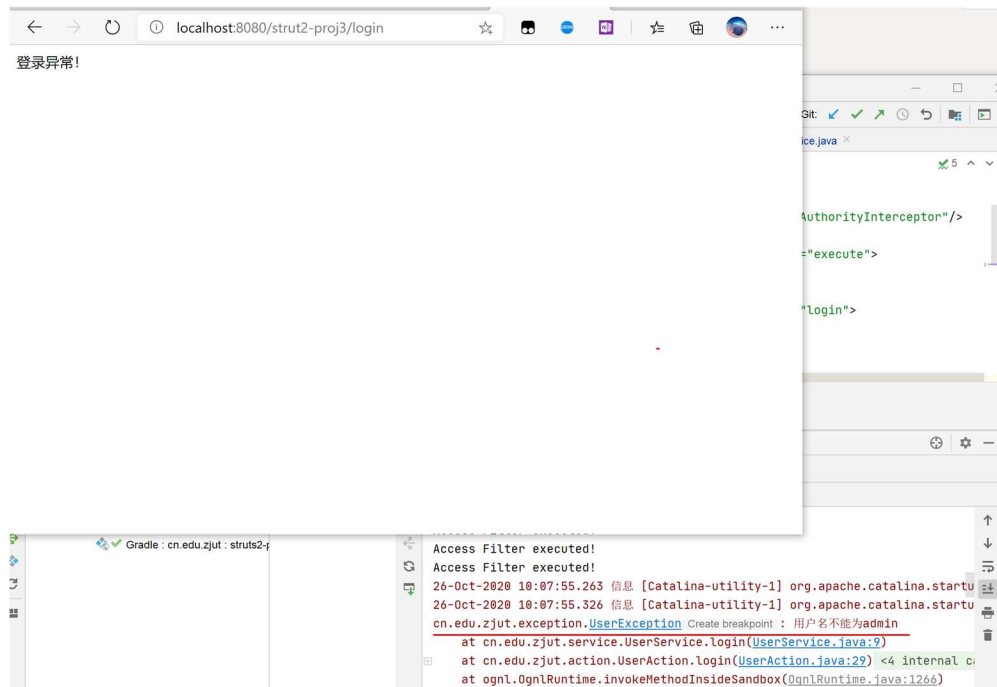 localhost:8080/strut2-proj3/login
登录异常!
Git:
ice.java
5
AuthorityInterceptor"/>
="execute">
"login">
Gradle : cn.edu.zjut : struts2-p
Access Filter executed!
Access Filter executed!
26-Oct-2020 10:07:55.263 信息 [Catalina-utility-1] org.apache.catalina.startu
26-Oct-2020 10:07:55.326 信息 [Catalina-utility-1] org.apache.catalina.startu
cn.edu.zjut.exception.UserException Create breakpoint : 用户名不能为admin
at cn.edu.zjut.service.UserService.login(UserService.java:9)
at cn.edu.zjut.action.UserAction.login(UserAction.java:29) <4 internal ca
at ognl.OgnlRuntime.invokeMethodInsideSandbox(OgnlRuntime.java:1266)